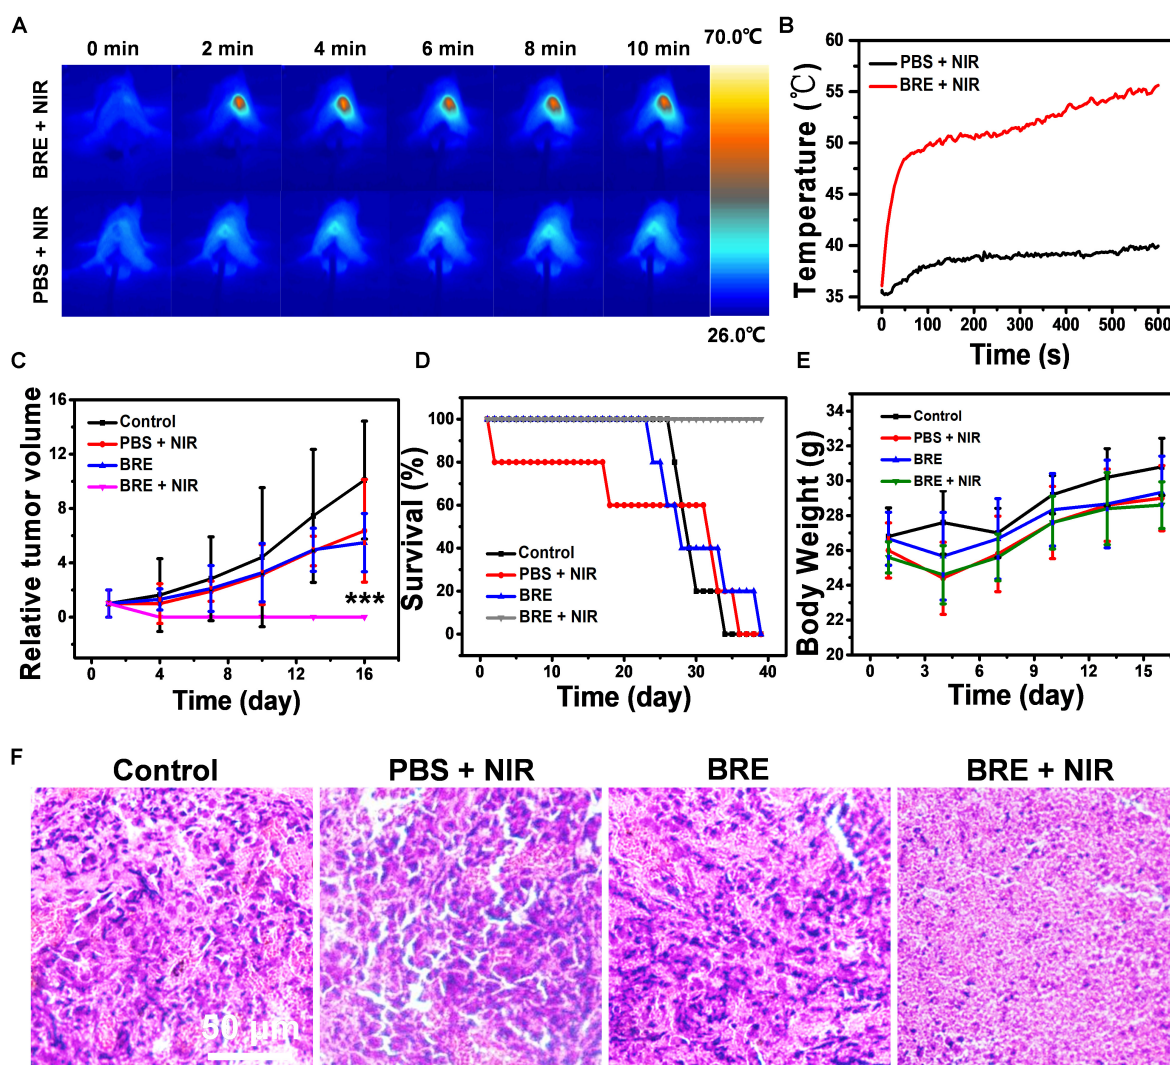 A
0 min 2 min 4 min 6 min 8 min 10 min
70.0℃
BRE + NIR
PBS + NIR
26.0℃
B
60
55
50
45
40
35
Temperature (℃)
PBS + NIR
BRE + NIR
0 100 200 300 400 500 600
Time (s)
C
16
12
8
4
0
Relative tumor volume
Control
PBS + NIR
BRE
BRE + NIR
***
0 4 8 12 16
Time (day)
D
100
80
60
40
20
0
Survival (%)
Control
PBS + NIR
BRE
BRE + NIR
0 10 20 30 40
Time (day)
E
34
32
30
28
26
24
22
20
Body Weight (g)
Control
PBS + NIR
BRE
BRE + NIR
0 3 6 9 12 15
Time (day)
F
Control PBS + NIR BRE BRE + NIR
50 μm